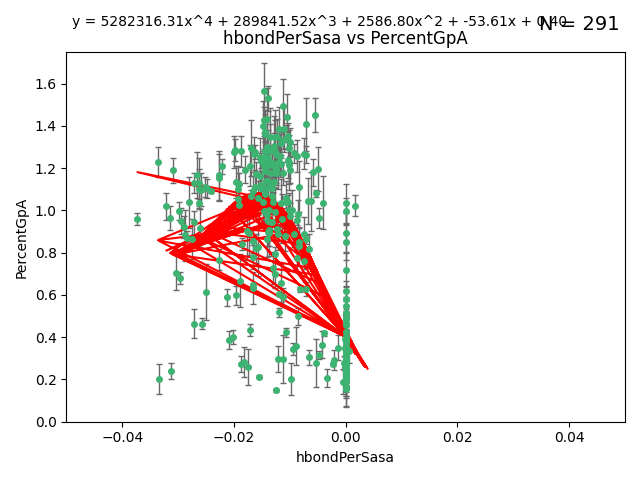 y = 5282316.31x^4 + 289841.52x^3 + 2586.80x^2 + -53.61x + 0.40
N = 291
hbondPerSasa vs PercentGpA
PercentGpA
1.6
1.4
1.2
1.0
0.8
0.6
0.4
0.2
0.0
−0.04 −0.02 0.00 0.02 0.04
hbondPerSasa